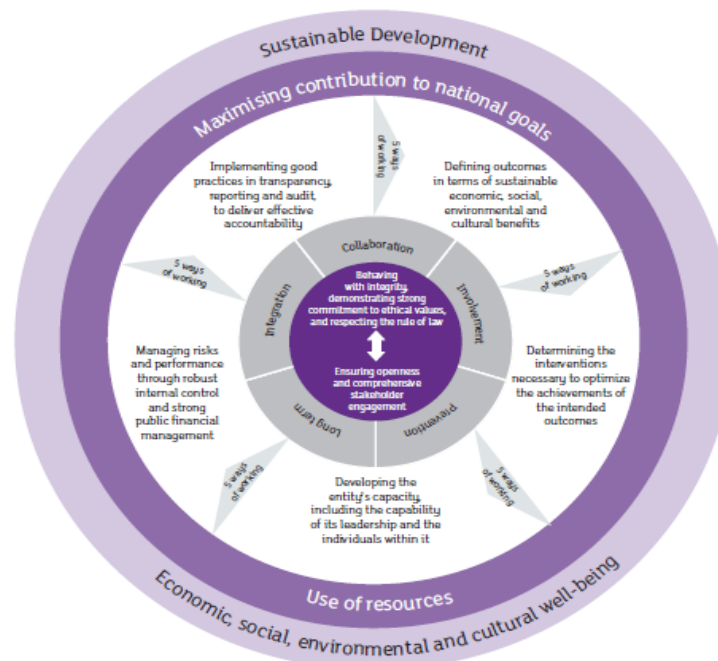 Sustainable Development
Maximising contribution to national goals
5 ways
of working
Implementing good
practices in transparency,
reporting and audit,
to deliver effective
accountability
Defining outcomes
in terms of sustainable
economic, social,
environmental and
cultural benefits
Collaboration
5 ways
of working
Integration
Behaving
with integrity,
demonstrating strong
commitment to ethical values,
and respecting the rule of law
Involvement
5 ways
of working
Managing risks
and performance
through robust
internal control
and strong
public financial
management
Ensuring openness
and comprehensive
stakeholder
engagement
Determining the
interventions
necessary to optimize
the achievements of
the intended
outcomes
Long term
Prevention
5 ways
of working
Developing the
entity's capacity,
including the capability
of its leadership and the
individuals within it
5 ways
of working
Use of resources
Economic, social, environmental and cultural well-being